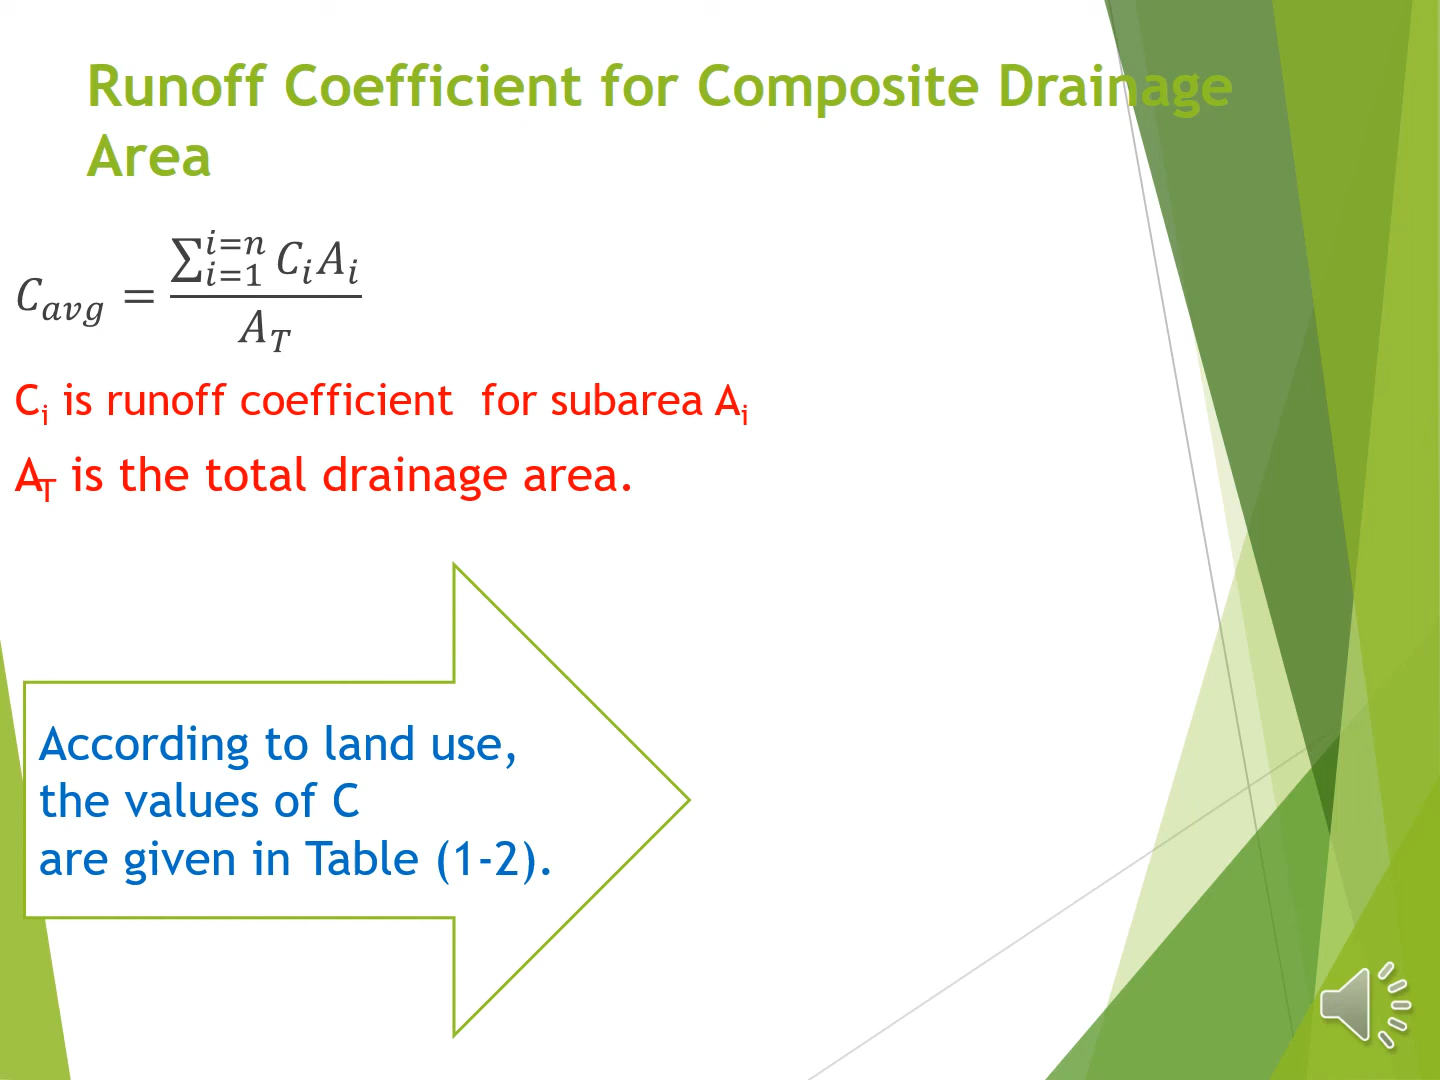 Runoff Coefficient for Composite Drainage
Area
$C_{avg} = \frac{\sum_{i=1}^{i=n} C_i A_i}{A_T}$
C_i is runoff coefficient for subarea A_i
A_T is the total drainage area.
According to land use,
the values of C
are given in Table (1-2).